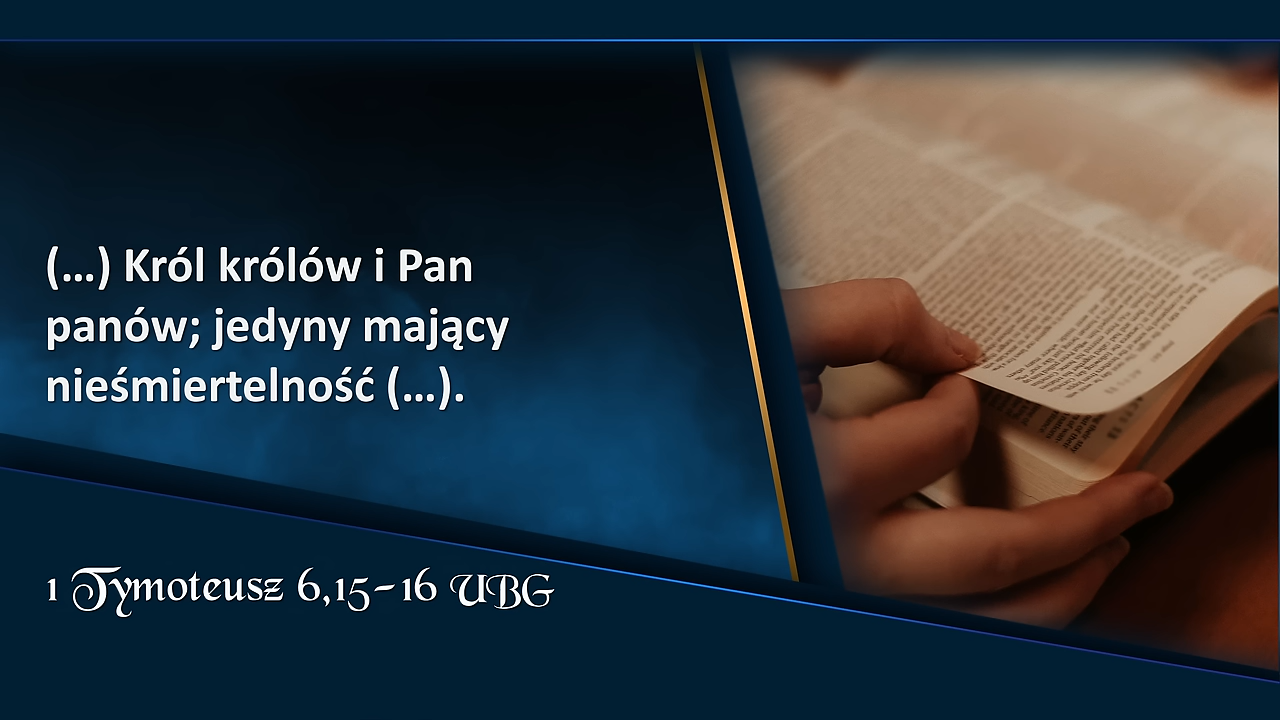 (…) Król królów i Pan
panów; jedyny mający
nieśmiertelność (…).
1 Tymoteusz 6,15-16 UBG